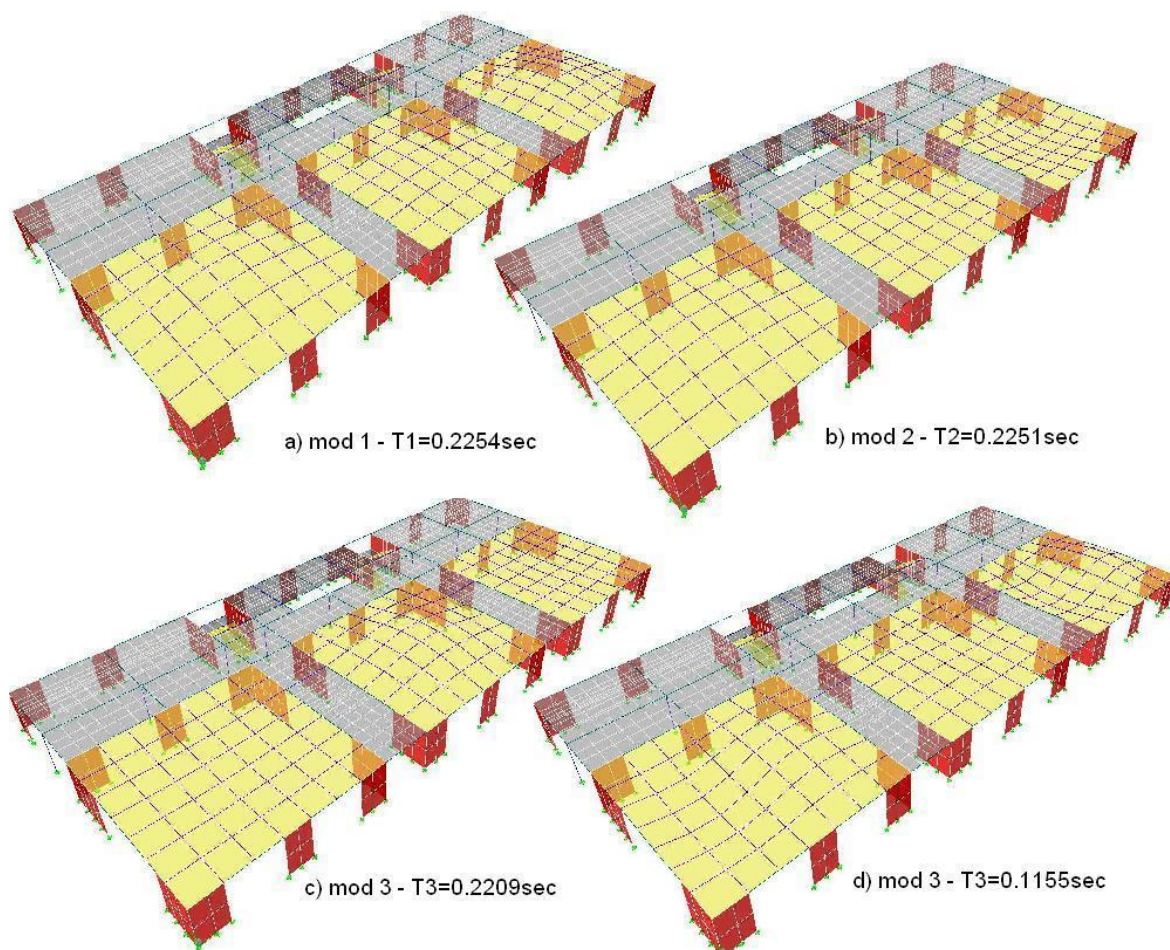 a) mod 1 - T1=0.2254sec
b) mod 2 - T2=0.2251sec
c) mod 3 - T3=0.2209sec
d) mod 3 - T3=0.1155sec